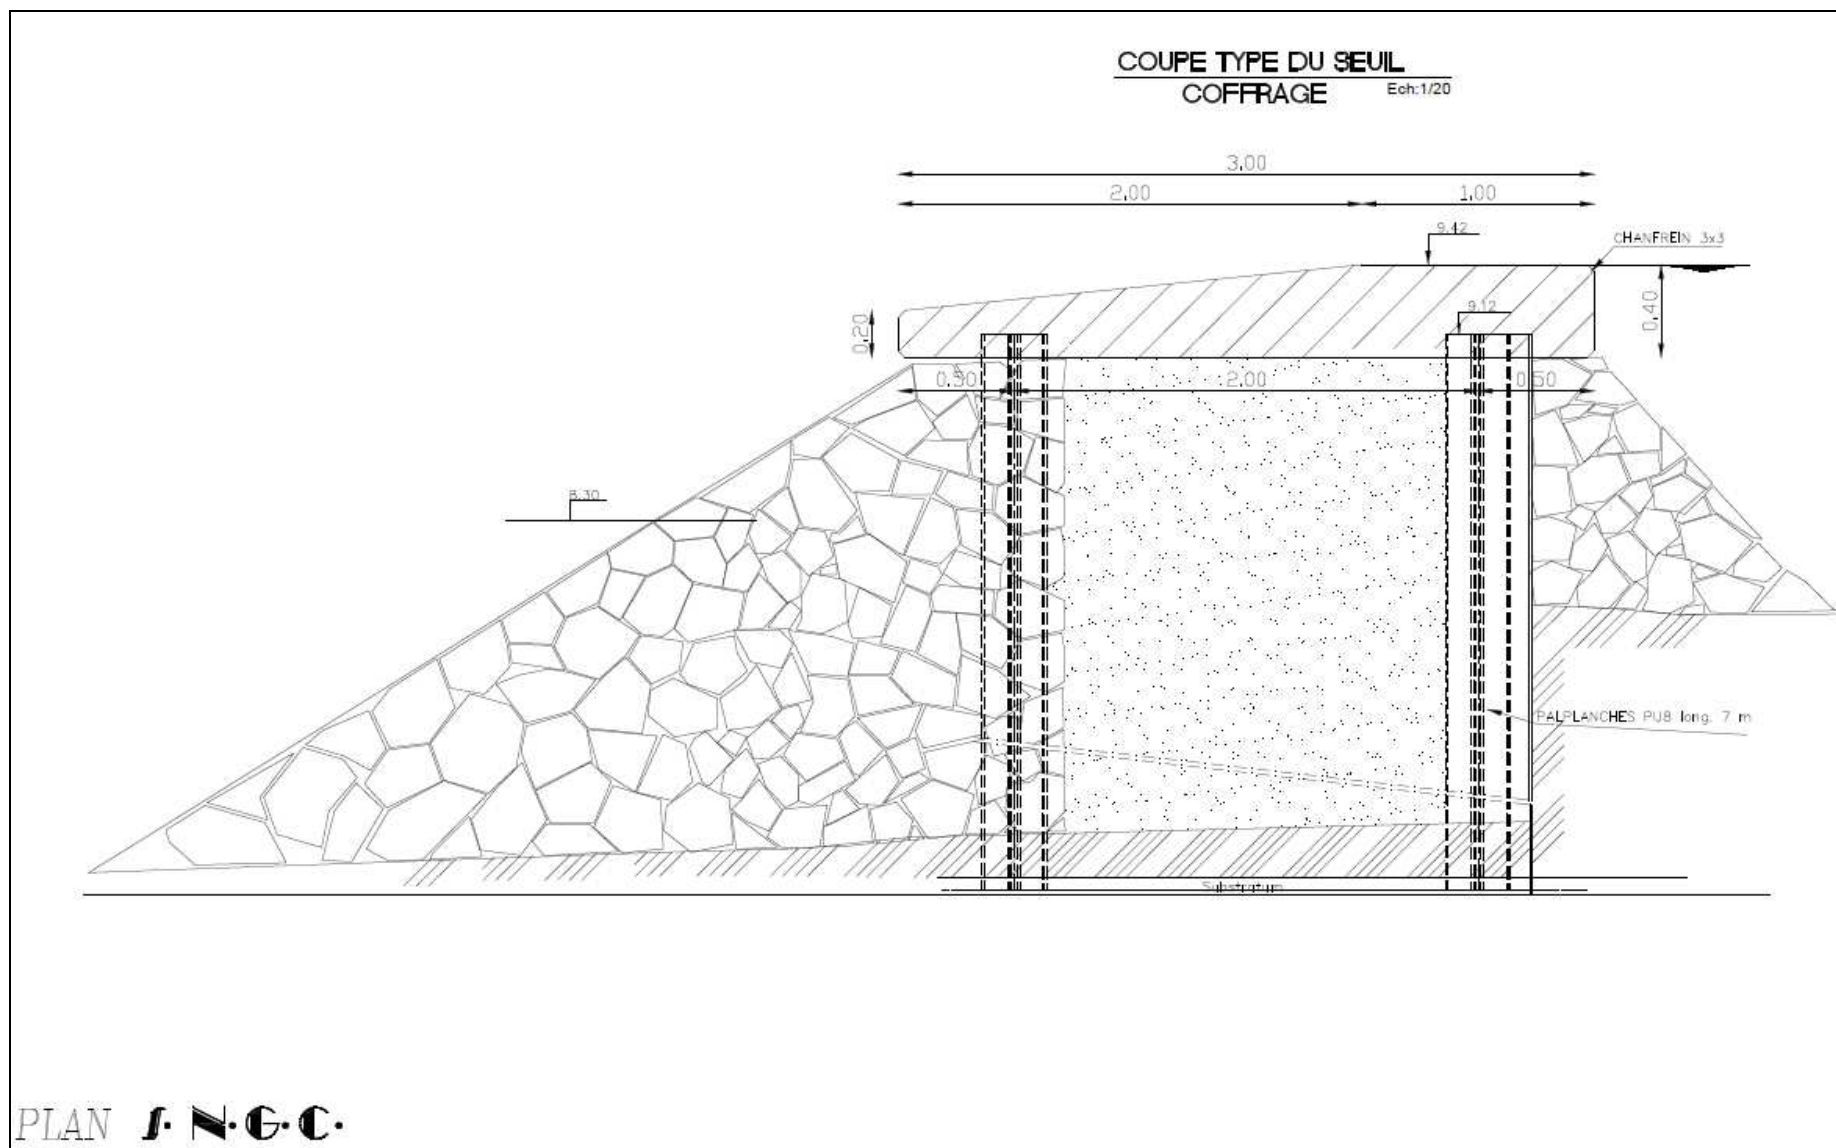 COUPE TYPE DU SEUIL
COFFRAGE
Ech:1/20
3.00
2.00
1.00
9.42
CHANFREIN 3x3
0.20
9.12
0.40
0.50
2.00
0.50
8.30
PALPLANCHES PU8 long. 7 m
Substratum
PLAN S.N.G.C.